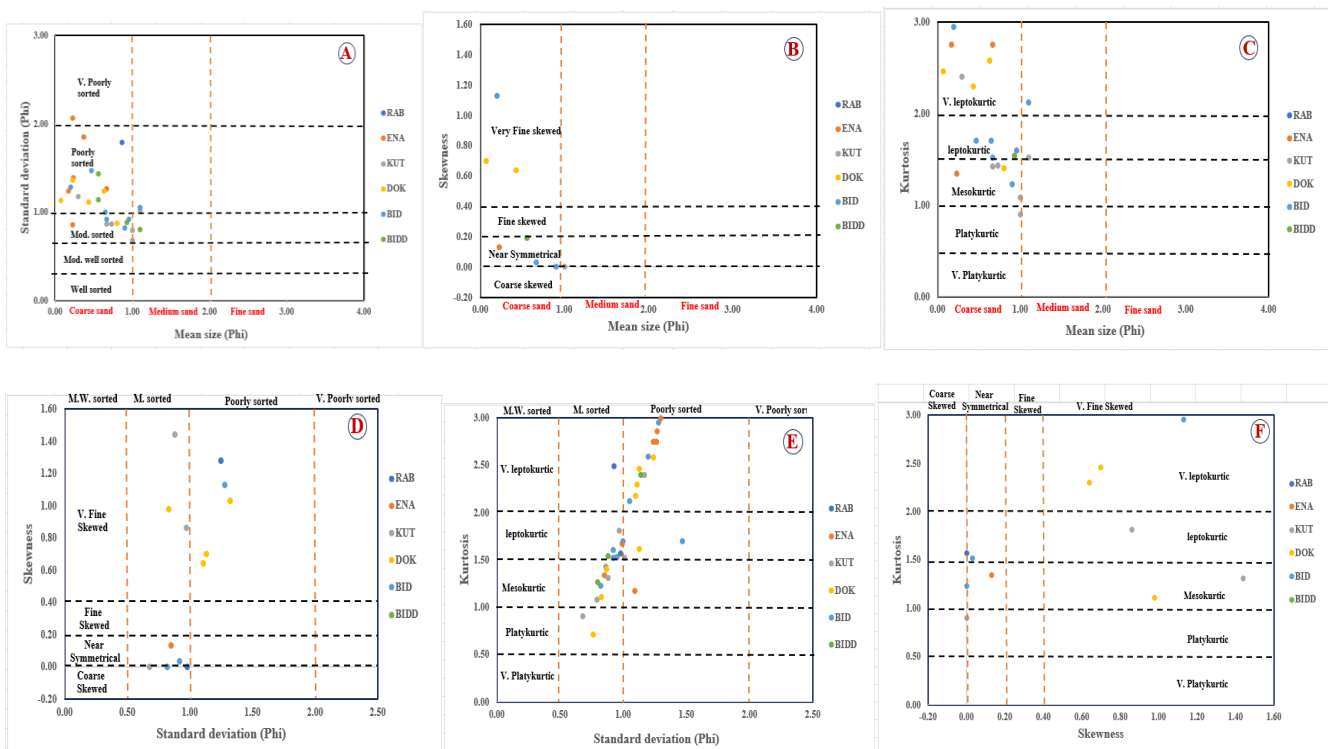 A
3.00
2.00
1.00
0.00
Standard deviation (Phi)
V. Poorly
sorted
Poorly
sorted
Mod. sorted
Mod. well sorted
Well sorted
0.00 1.00 2.00 3.00 4.00
Coarse sand Medium sand Fine sand
Mean size (Phi)
RAB
ENA
KUT
DOK
BID
BIDD
B
1.60
1.40
1.20
1.00
0.80
0.60
0.40
0.20
0.00
-0.20
Skewness
Very Fine skewed
Fine skewed
Near Symmetrical
Coarse skewed
0.00 1.00 2.00 3.00 4.00
Coarse sand Medium sand Fine sand
Mean size (Phi)
RAB
ENA
KUT
DOK
BID
BIDD
C
3.00
2.50
2.00
1.50
1.00
0.50
0.00
Kurtosis
V. leptokurtic
leptokurtic
Mesokurtic
Platykurtic
V. Platykurtic
0.00 1.00 2.00 3.00 4.00
Coarse sand Medium sand Fine sand
Mean size (Phi)
RAB
ENA
KUT
DOK
BID
BIDD
M.W. sorted M. sorted Poorly sorted V. Poorly sorted
D
1.60
1.40
1.20
1.00
0.80
0.60
0.40
0.20
0.00
-0.20
Skewness
V. Fine
Skewed
Fine
Skewed
Near
Symmetrical
Coarse
Skewed
0.00 0.50 1.00 1.50 2.00 2.50
Standard deviation (Phi)
RAB
ENA
KUT
DOK
BID
BIDD
M.W. sorted M. sorted Poorly sorted V. Poorly sort
E
3.00
2.50
2.00
1.50
1.00
0.50
0.00
Kurtosis
V. leptokurtic
leptokurtic
Mesokurtic
Platykurtic
V. Platykurtic
0.00 0.50 1.00 1.50 2.00 2.50
Standard deviation (Phi)
RAB
ENA
KUT
DOK
BID
BIDD
Coarse
Skewed
Near
Symmetrical
Fine
Skewed
V. Fine Skewed
F
3.00
2.50
2.00
1.50
1.00
0.50
0.00
Kurtosis
V. leptokurtic
leptokurtic
Mesokurtic
Platykurtic
V. Platykurtic
-0.20 0.00 0.20 0.40 0.60 0.80 1.00 1.20 1.40 1.60
Skewness
RAB
ENA
KUT
DOK
BID
BIDD